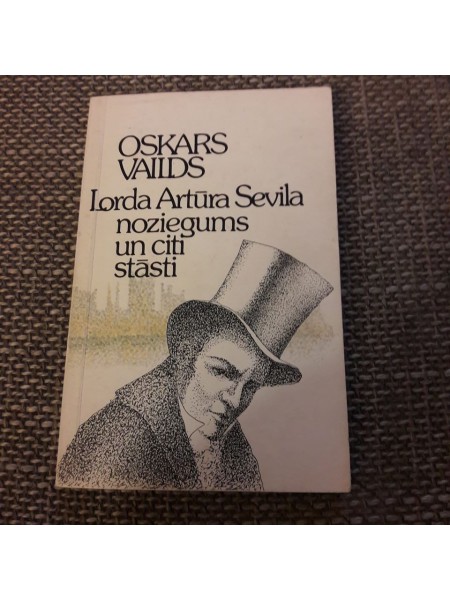 OSKARS
VAILDS
Lorda Artūra Sevila
noziegums
un citi
stāsti